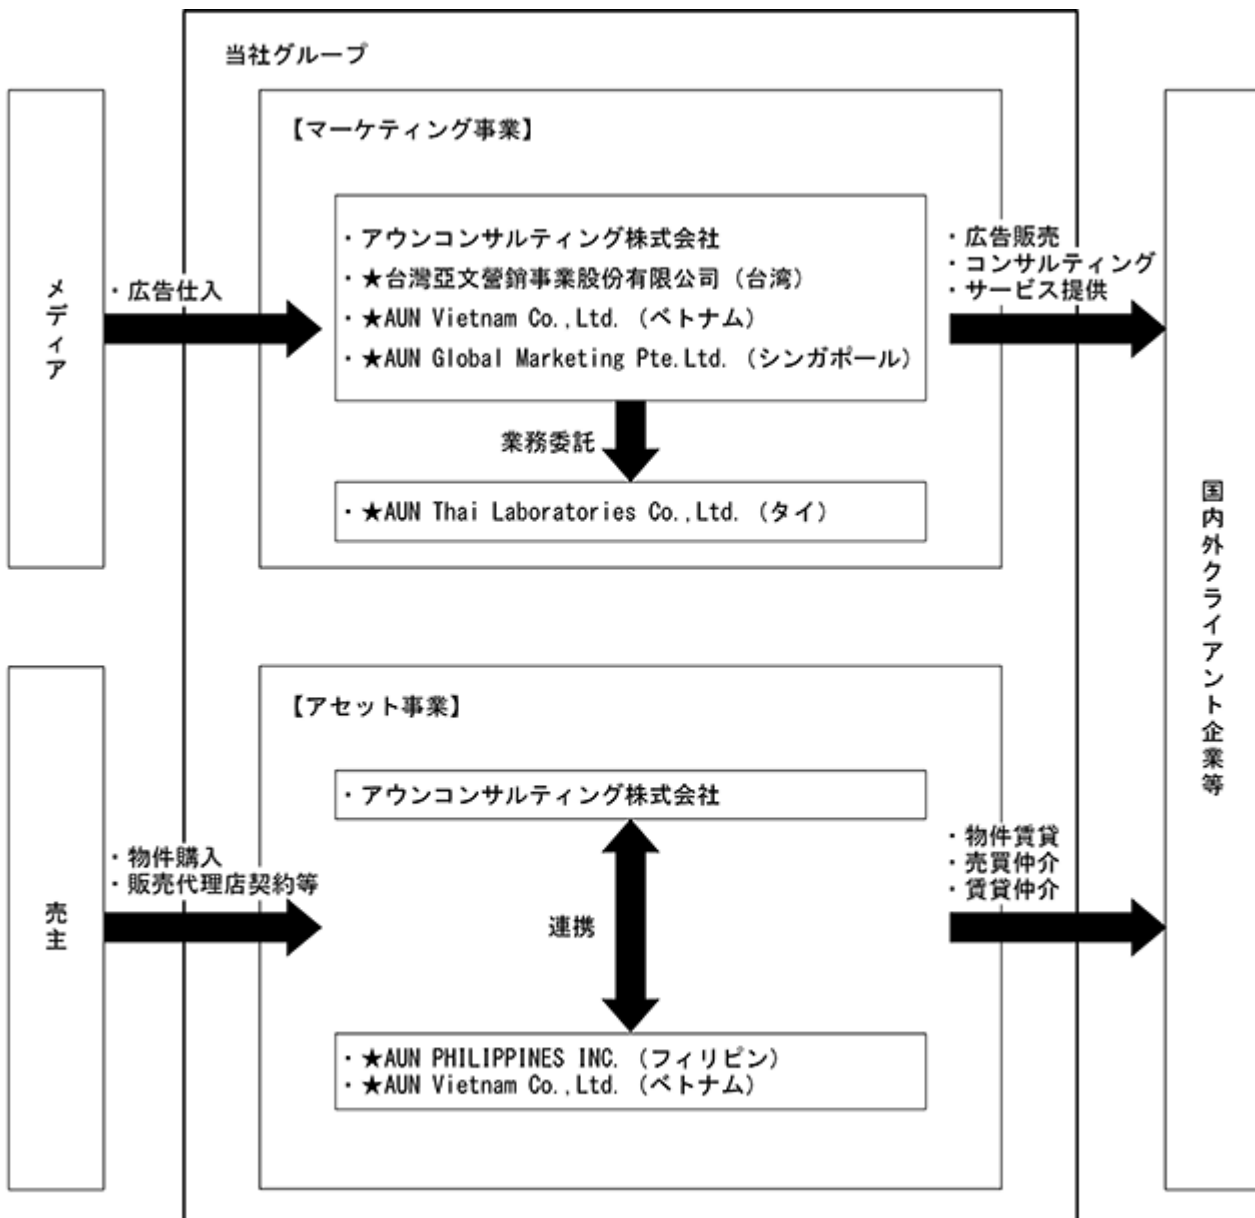 当社グループ
メディア
・広告仕入
【マーケティング事業】
・アウンコンサルティング株式会社
・★台灣亞文營銷事業股份有限公司（台湾）
・★AUN Vietnam Co.,Ltd.（ベトナム）
・★AUN Global Marketing Pte.Ltd.（シンガポール）
業務委託
・★AUN Thai Laboratories Co.,Ltd.（タイ）
・広告販売
・コンサルティング
・サービス提供
国内外クライアント企業等
売主
・物件購入
・販売代理店契約等
【アセット事業】
・アウンコンサルティング株式会社
連携
・★AUN PHILIPPINES INC.（フィリピン）
・★AUN Vietnam Co.,Ltd.（ベトナム）
・物件賃貸
・売買仲介
・賃貸仲介